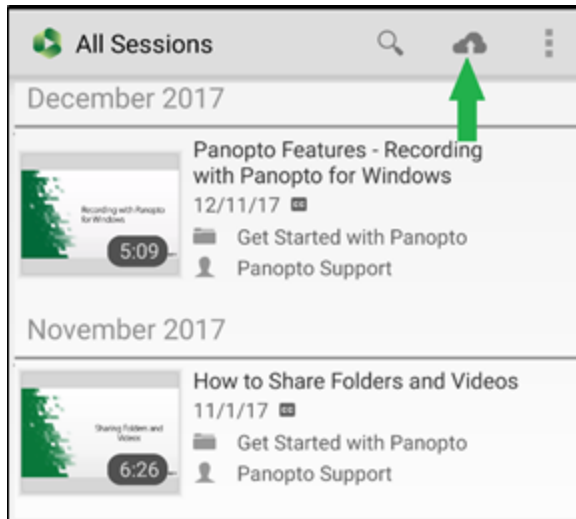 All Sessions
December 2017
Panopto Features - Recording
with Panopto for Windows
12/11/17 CC
Recording with Panopto
for Windows
5:09
Get Started with Panopto
Panopto Support
November 2017
How to Share Folders and Videos
11/1/17 CC
Sharing Folders and
Videos
6:26
Get Started with Panopto
Panopto Support